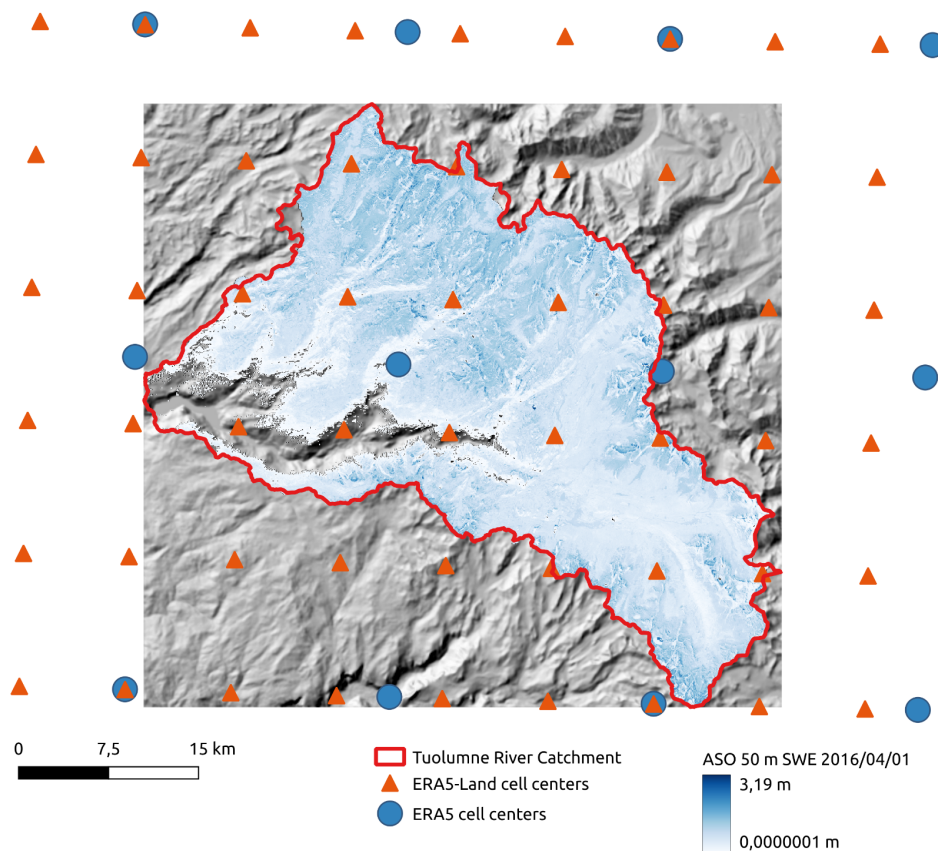 0 7,5 15 km
Tuolumne River Catchment
ERA5-Land cell centers
ERA5 cell centers
ASO 50 m SWE 2016/04/01
3,19 m
0,0000001 m